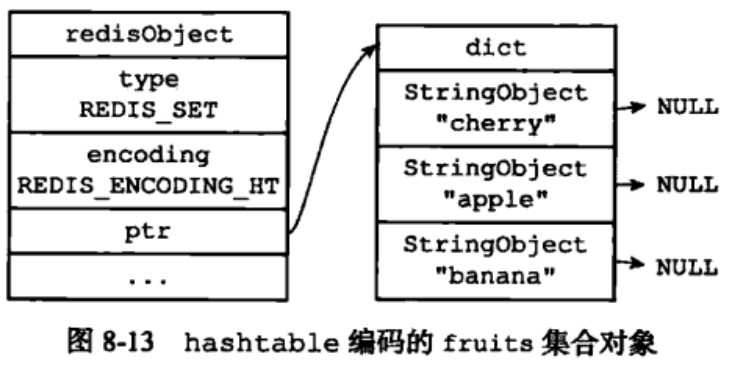 redisObject
type
REDIS_SET
encoding
REDIS_ENCODING_HT
ptr
...
dict
StringObject
"cherry"
NULL
StringObject
"apple"
NULL
StringObject
"banana"
NULL
图 8-13 hashtable 编码的 fruits 集合对象